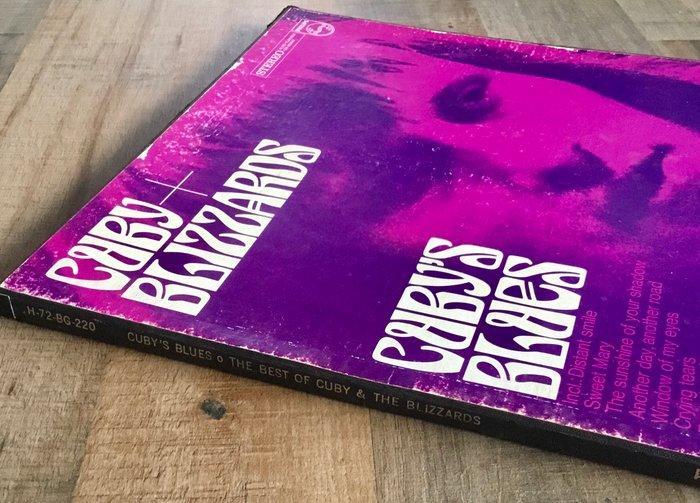 STEREO
PHILIPS
CUBY +
BLIZZARDS
CUBY'S
BLUES
Incl. Distant smile
Sweet Mary
The sunshine of your shadow
Another day, another road
Window of my eyes
Crying tears
H-72-BG-220 CUBY'S BLUES o THE BEST OF CUBY & THE BLIZZARDS